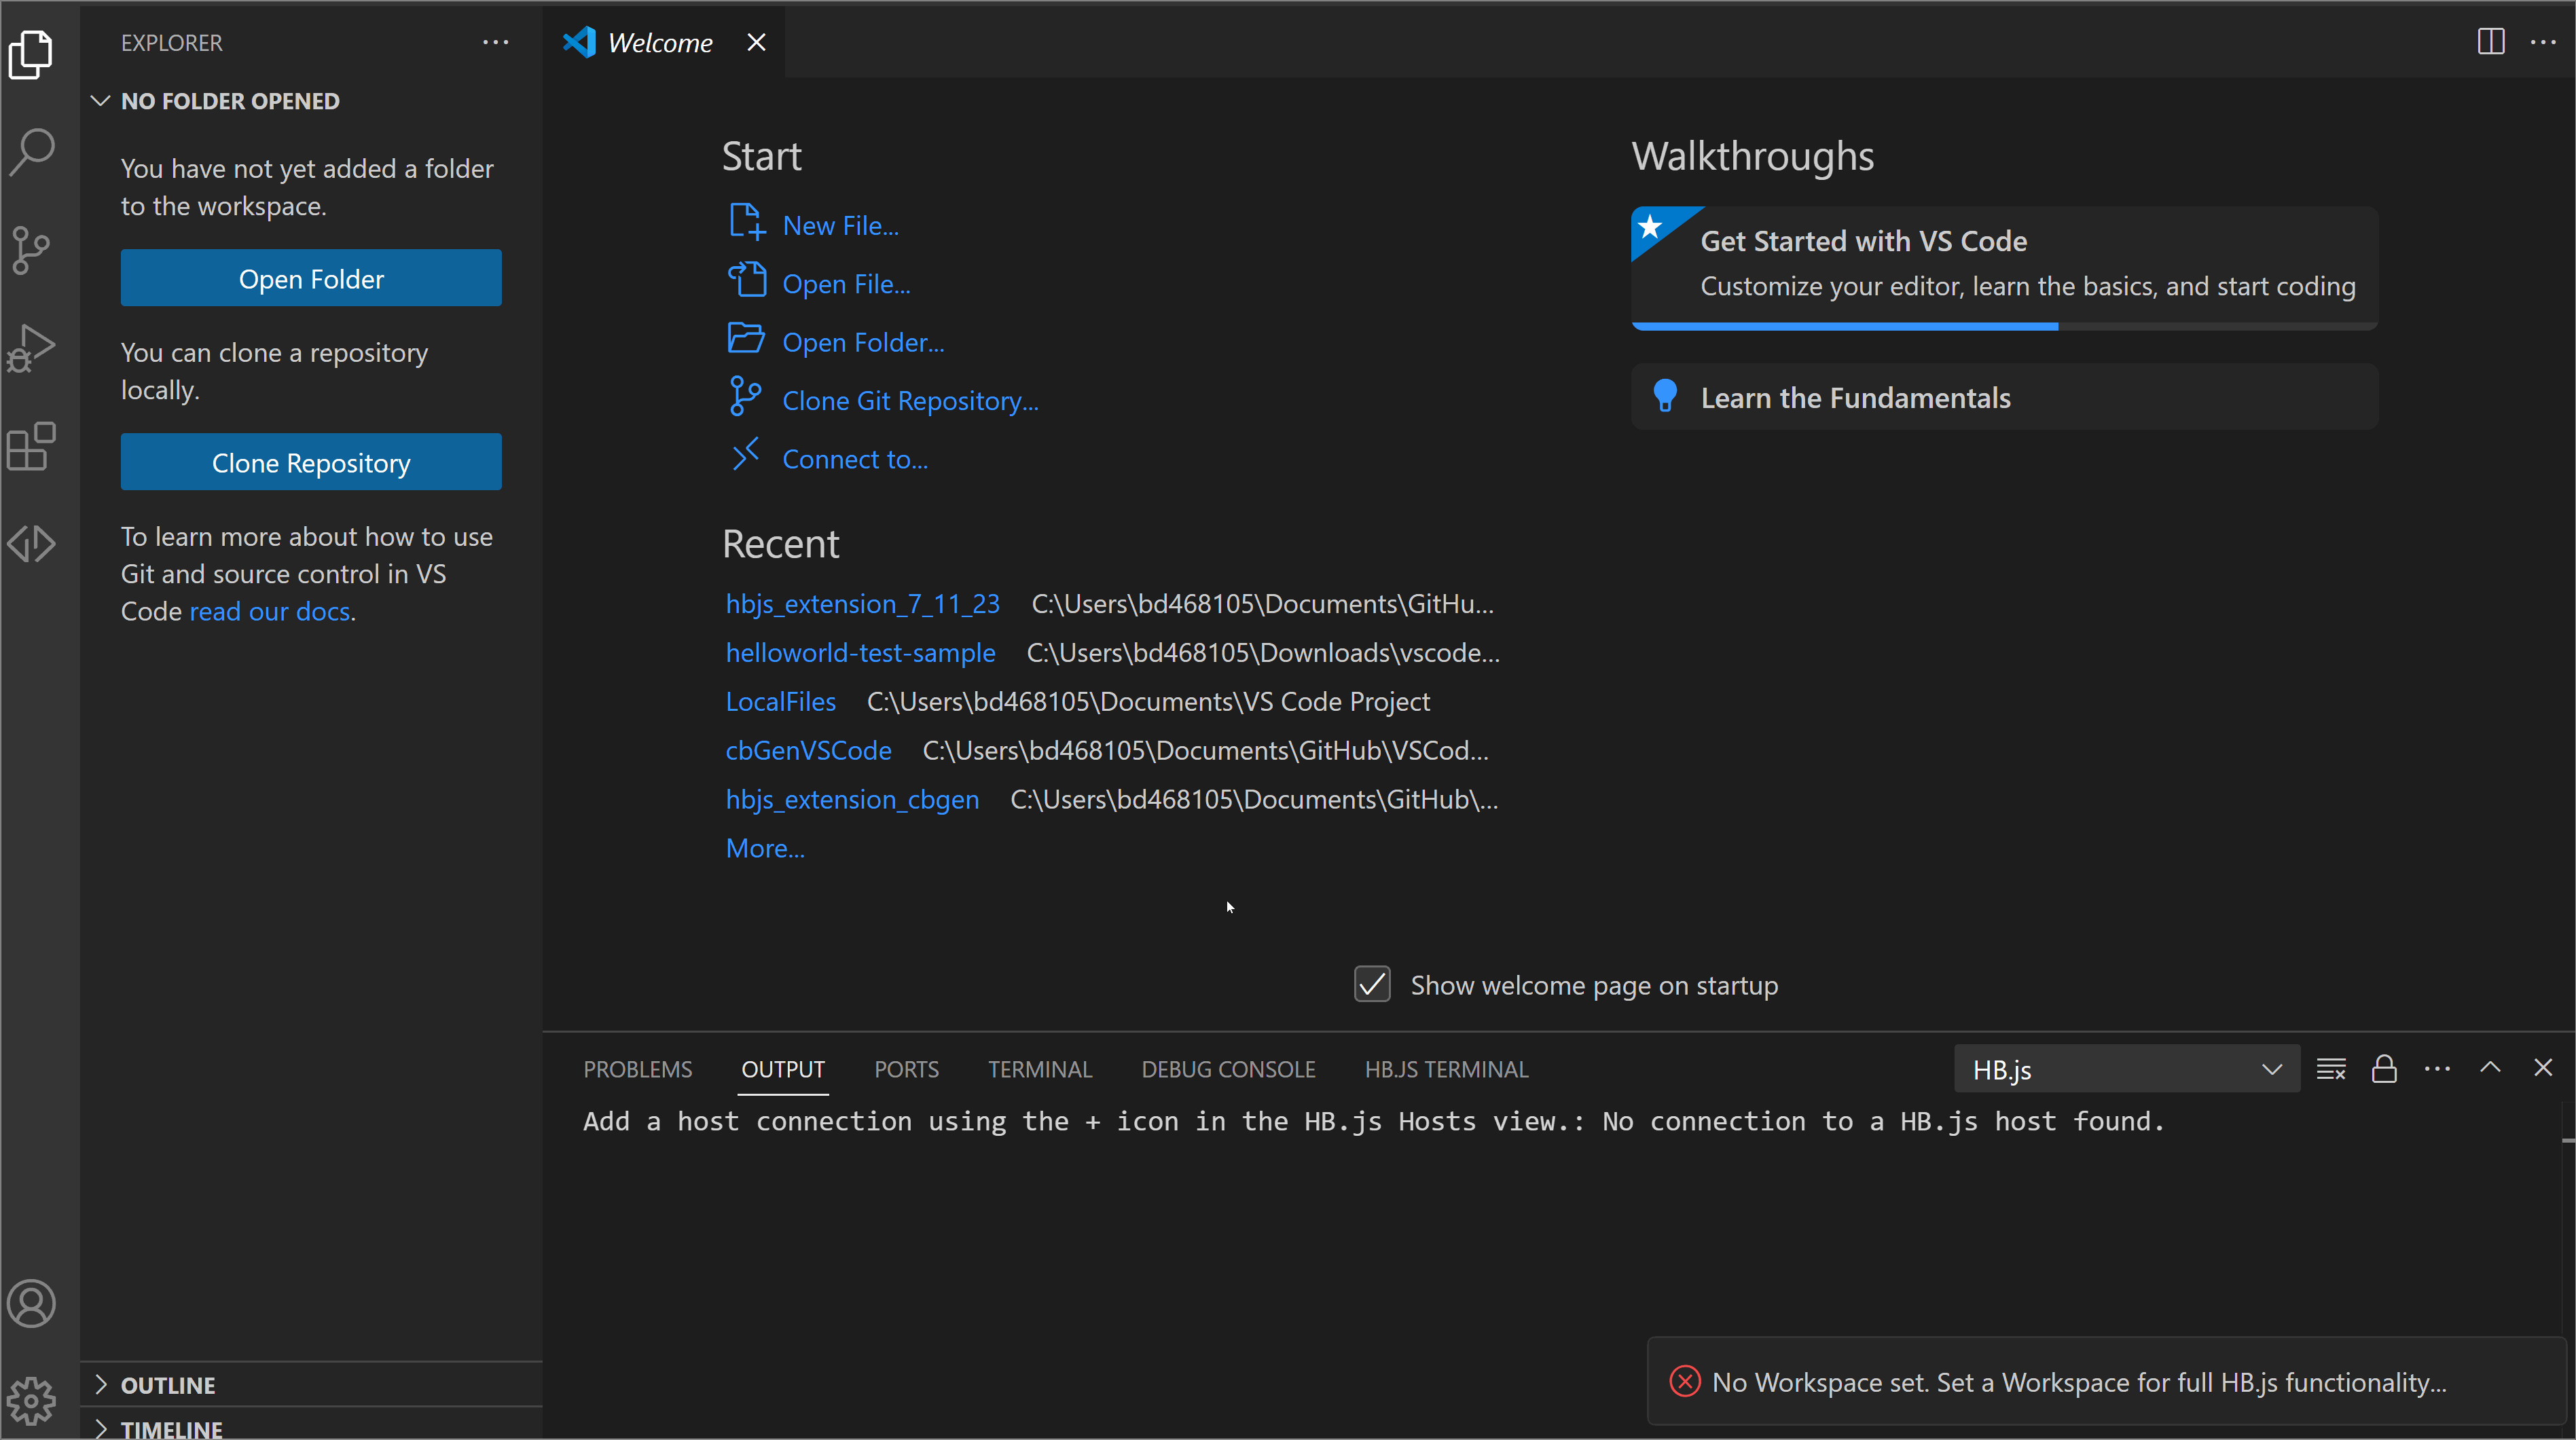 EXPLORER
NO FOLDER OPENED
You have not yet added a folder
to the workspace.
Open Folder
You can clone a repository
locally.
Clone Repository
To learn more about how to use
Git and source control in VS
Code read our docs.
OUTLINE
TIMELINE
Welcome
Start
New File...
Open File...
Open Folder...
Clone Git Repository...
Connect to...
Recent
hbjs_extension_7_11_23 C:\Users\bd468105\Documents\GitHu...
helloworld-test-sample C:\Users\bd468105\Downloads\vscode...
LocalFiles C:\Users\bd468105\Documents\VS Code Project
cbGenVSCode C:\Users\bd468105\Documents\GitHub\VSCod...
hbjs_extension_cbgen C:\Users\bd468105\Documents\GitHub\...
More...
Walkthroughs
Get Started with VS Code
Customize your editor, learn the basics, and start coding
Learn the Fundamentals
Show welcome page on startup
PROBLEMS OUTPUT PORTS TERMINAL DEBUG CONSOLE HB.JS TERMINAL HB.js
Add a host connection using the + icon in the HB.js Hosts view.: No connection to a HB.js host found.
No Workspace set. Set a Workspace for full HB.js functionality...